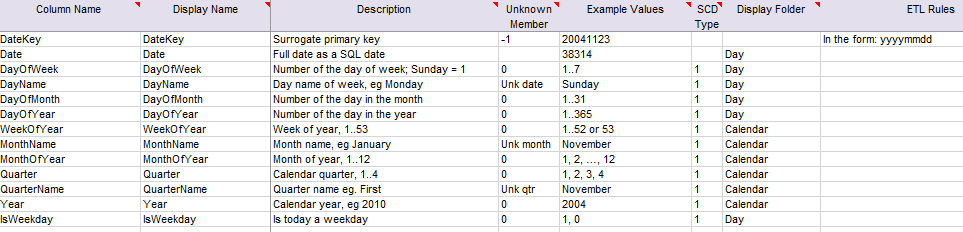 Column Name Display Name Description Unknown Member Example Values SCD Type Display Folder ETL Rules
DateKey DateKey Surrogate primary key -1 20041123 In the form: yyyymmdd
Date Date Full date as a SQL date 38314 Day
DayOfWeek DayOfWeek Number of the day of week; Sunday = 1 0 1..7 1 Day
DayName DayName Day name of week, eg Monday Unk date Sunday 1 Day
DayOfMonth DayOfMonth Number of the day in the month 0 1..31 1 Day
DayOfYear DayOfYear Number of the day in the year 0 1..365 1 Day
WeekOfYear WeekOfYear Week of year, 1..53 0 1..52 or 53 1 Calendar
MonthName MonthName Month name, eg January Unk month November 1 Calendar
MonthOfYear MonthOfYear Month of year, 1..12 0 1, 2, ..., 12 1 Calendar
Quarter Quarter Calendar quarter, 1..4 0 1, 2, 3, 4 1 Calendar
QuarterName QuarterName Quarter name eg. First Unk qtr November 1 Calendar
Year Year Calendar year, eg 2010 0 2004 1 Calendar
IsWeekday IsWeekday Is today a weekday 0 1, 0 1 Day